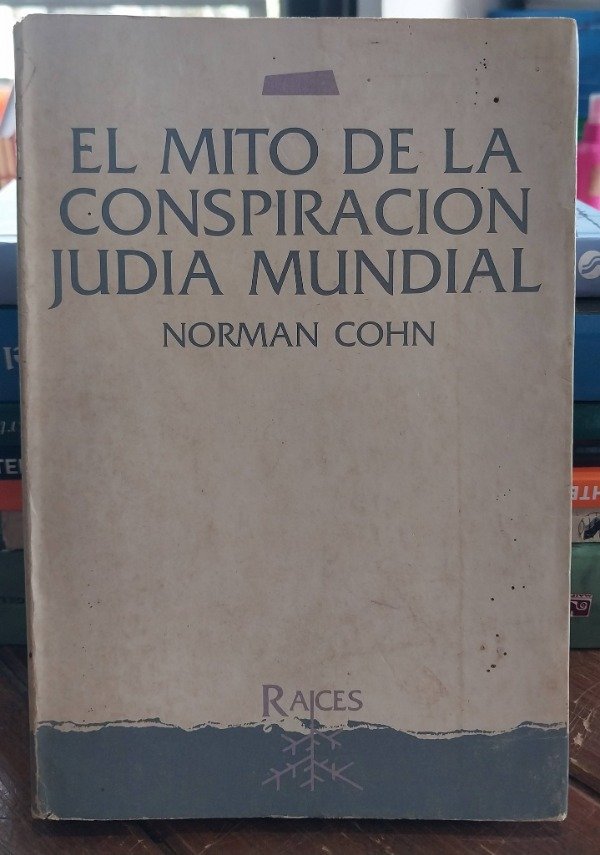 EL MITO DE LA
CONSPIRACION
JUDIA MUNDIAL
NORMAN COHN
RAICES